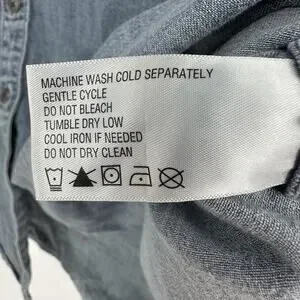 MACHINE WASH COLD SEPARATELY
GENTLE CYCLE
DO NOT BLEACH
TUMBLE DRY LOW
COOL IRON IF NEEDED
DO NOT DRY CLEAN